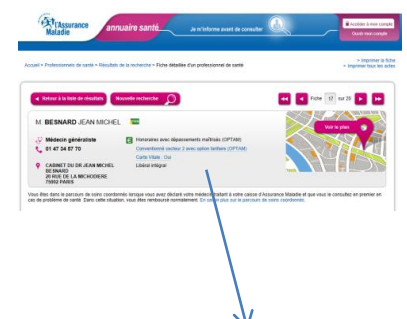 l'Assurance
Maladie
annuaire santé
Je m'informe avant de consulter
Accéder à mon compte
Ouvrir mon compte
Accueil > Professionnels de santé > Résultats de la recherche > Fiche détaillée d'un professionnel de santé
> Imprimer la fiche
> Imprimer tous les actes
Retour à la liste de résultats
Nouvelle recherche
Fiche 17 sur 20
M. BESNARD JEAN MICHEL
Médecin généraliste
01 47 34 87 70
CABINET DU DR JEAN MICHEL
BESNARD
20 RUE DE LA MICHODIERE
75002 PARIS
Honoraires avec dépassements maîtrisés (OPTAM)
Conventionné secteur 2 avec option tarifaire (OPTAM)
Carte Vitale : Oui
Libéral intégral
Voir le plan
Vous êtes dans le parcours de soins coordonnés lorsque vous avez déclaré votre médecin traitant à votre caisse d'Assurance Maladie et que vous le consultez en premier en
cas de problème de santé. Dans cette situation, vous êtes remboursé normalement. En savoir plus sur le parcours de soins coordonnés.